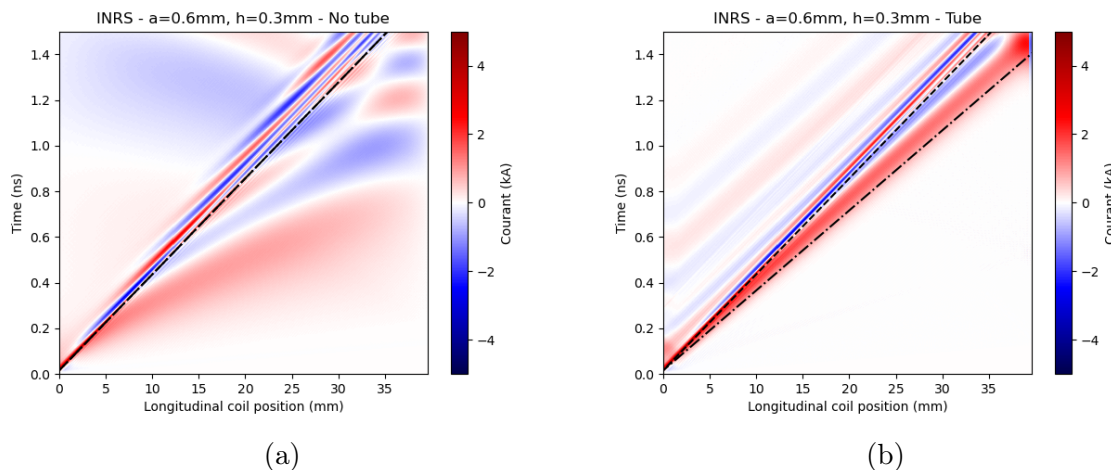 INRS - a=0.6mm, h=0.3mm - No tube
Time (ns)
1.4
1.2
1.0
0.8
0.6
0.4
0.2
0.0
0 5 10 15 20 25 30 35
Longitudinal coil position (mm)
4
2
0
−2
−4
Courant (kA)
(a)
INRS - a=0.6mm, h=0.3mm - Tube
Time (ns)
1.4
1.2
1.0
0.8
0.6
0.4
0.2
0.0
0 5 10 15 20 25 30 35
Longitudinal coil position (mm)
4
2
0
−2
−4
Courant (kA)
(b)